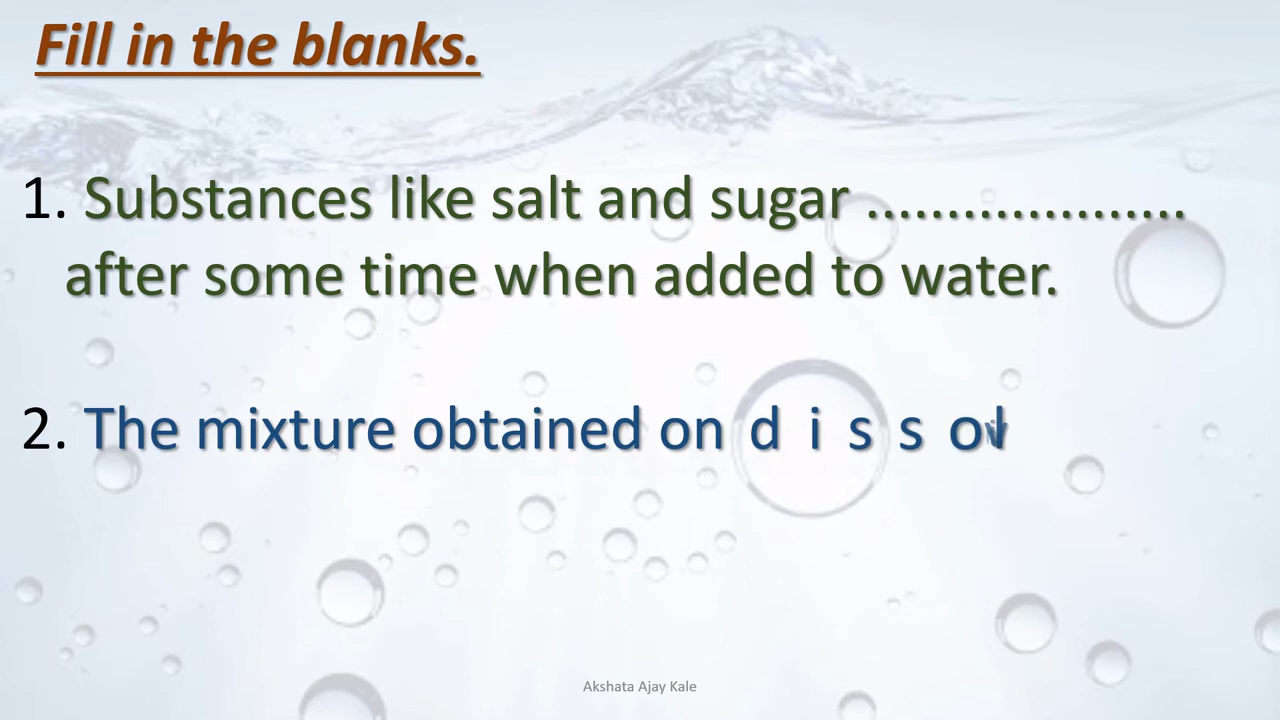 Fill in the blanks.
1. Substances like salt and sugar ....................
after some time when added to water.
2. The mixture obtained on d i s s o l
Akshata Ajay Kale